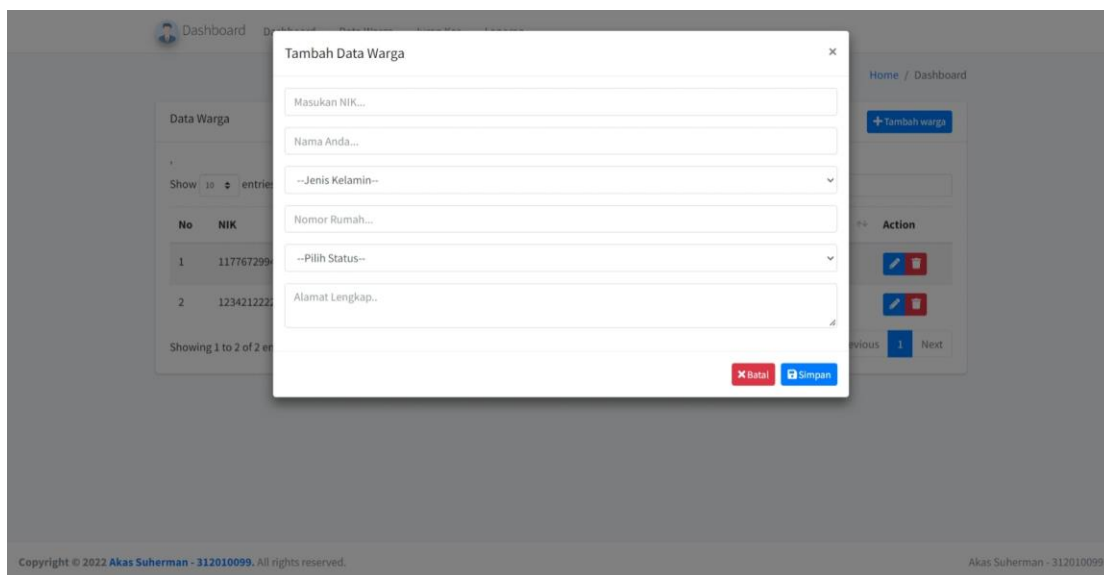 Dashboard
Tambah Data Warga ×
Home / Dashboard
Masukan NIK...
Data Warga
Tambah warga
Nama Anda...
Show 10
--Jenis Kelamin--
No NIK
Nomor Rumah...
Action
1
--Pilih Status--
2
Alamat Lengkap..
Showing 1 to 2 of 2
1 Next
Batal Simpan
Copyright © 2022 Akas Suherman - 312010099. All rights reserved.
Akas Suherman - 312010099